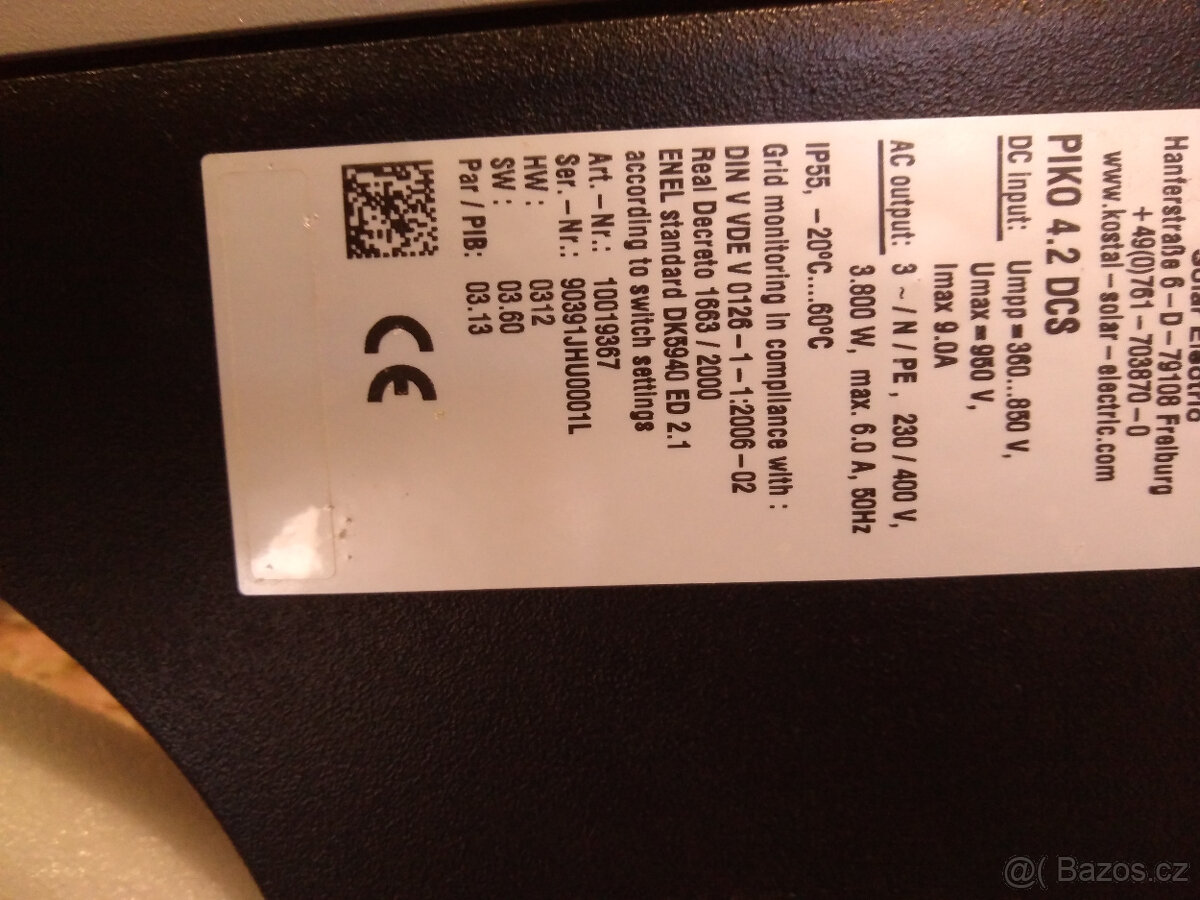 Hanferstraße 6 – D – 79108 Freiburg
+ 49(0)761 – 703870 – 0
www.kostal – solar – electric.com
PIKO 4.2 DCS
DC input: Umpp = 360...850 V,
Umax = 950 V,
Imax 9.0A
AC output: 3 ~ / N / PE , 230 / 400 V,
3.800 W, max. 6.0 A, 50Hz
IP55, – 20°C....60°C
Grid monitoring in compliance with :
DIN V VDE V 0126 – 1 – 1:2006 – 02
Real Decreto 1663 / 2000
ENEL standard DK5940 ED 2.1
according to switch settings
Art. – Nr.: 10019367
Ser. – Nr.: 90391JHU0001L
HW : 0312
SW : 03.60
Par / PIB: 03.13
CE
@( Bazos.cz